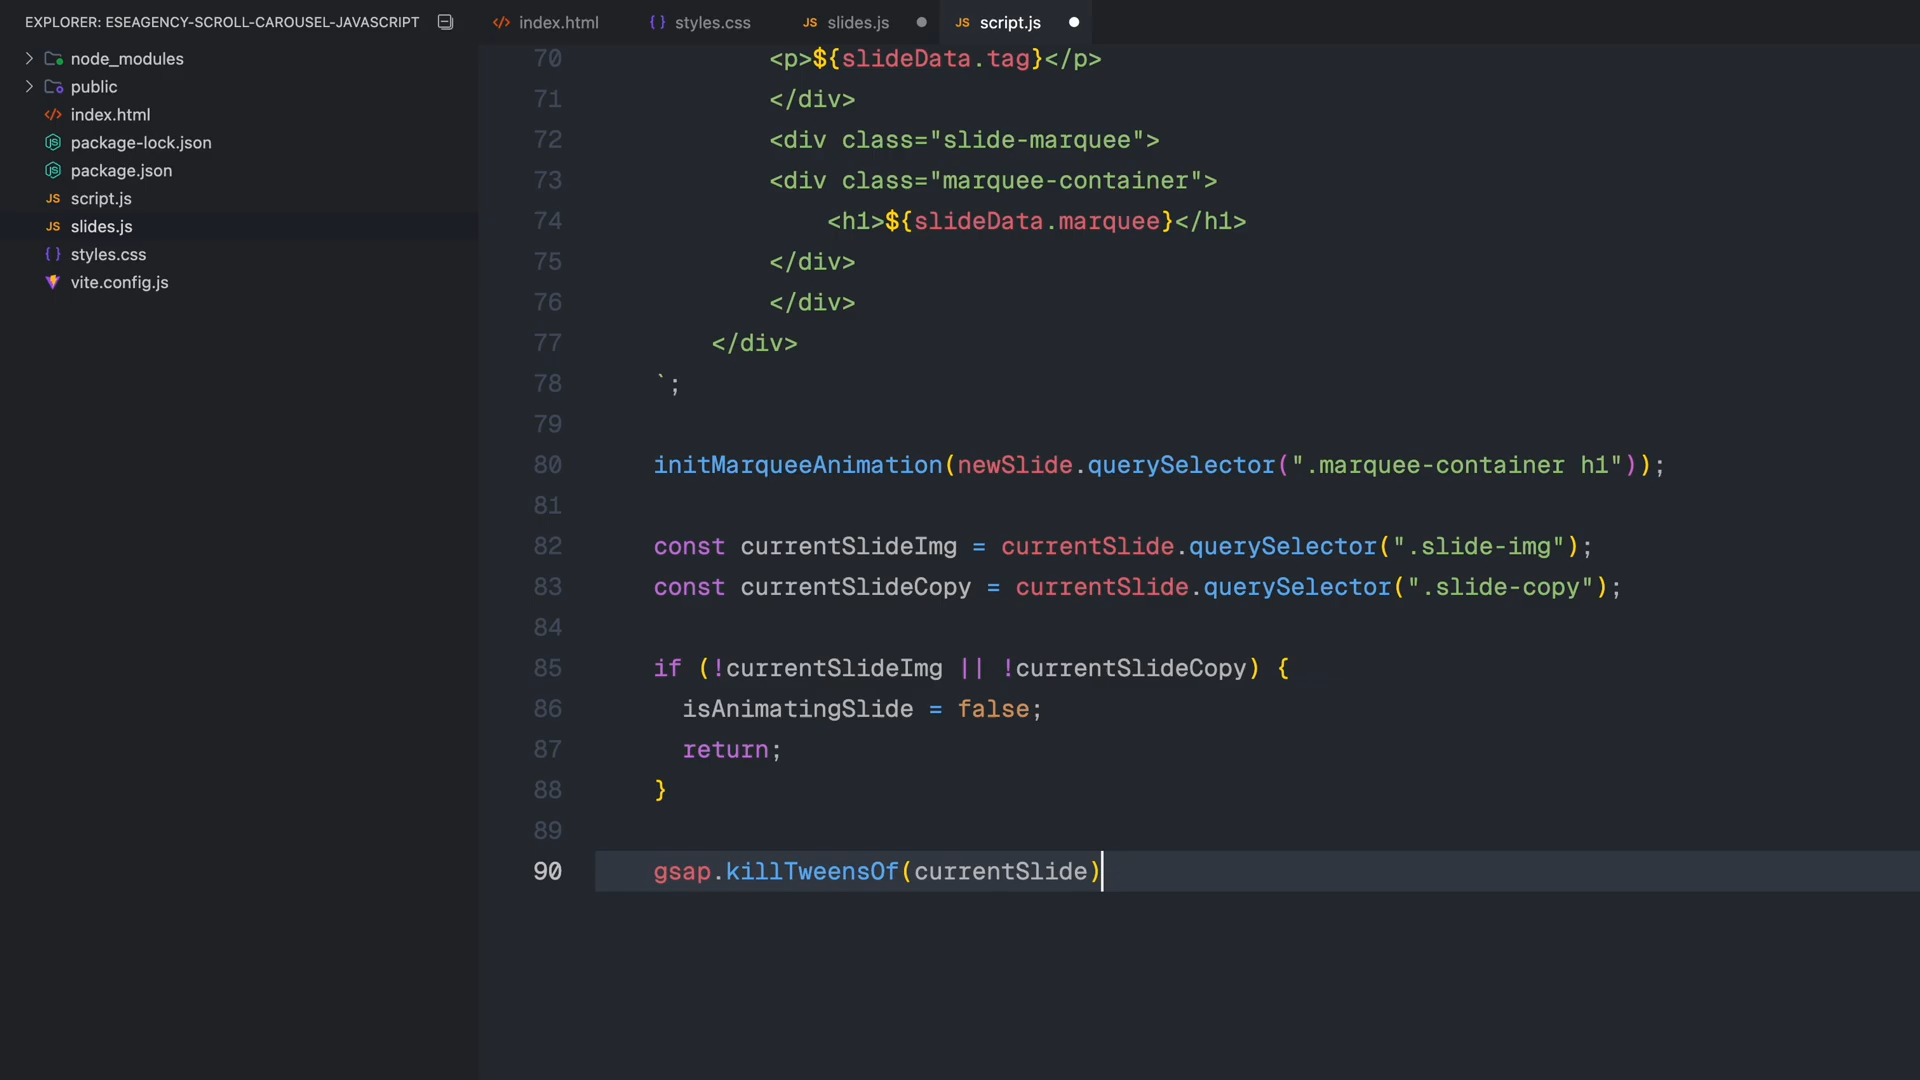 EXPLORER: ESEAGENCY-SCROLL-CAROUSEL-JAVASCRIPT
node_modules
public
index.html
package-lock.json
package.json
JS script.js
JS slides.js
styles.css
vite.config.js
index.html
styles.css
JS slides.js
JS script.js
70 <p>${slideData.tag}</p>
71 </div>
72 <div class="slide-marquee">
73 <div class="marquee-container">
74 <h1>${slideData.marquee}</h1>
75 </div>
76 </div>
77 </div>
78 `;
79
80 initMarqueeAnimation(newSlide.querySelector(".marquee-container h1"));
81
82 const currentSlideImg = currentSlide.querySelector(".slide-img");
83 const currentSlideCopy = currentSlide.querySelector(".slide-copy");
84
85 if (!currentSlideImg || !currentSlideCopy) {
86 isAnimatingSlide = false;
87 return;
88 }
89
90 gsap.killTweensOf(currentSlide)